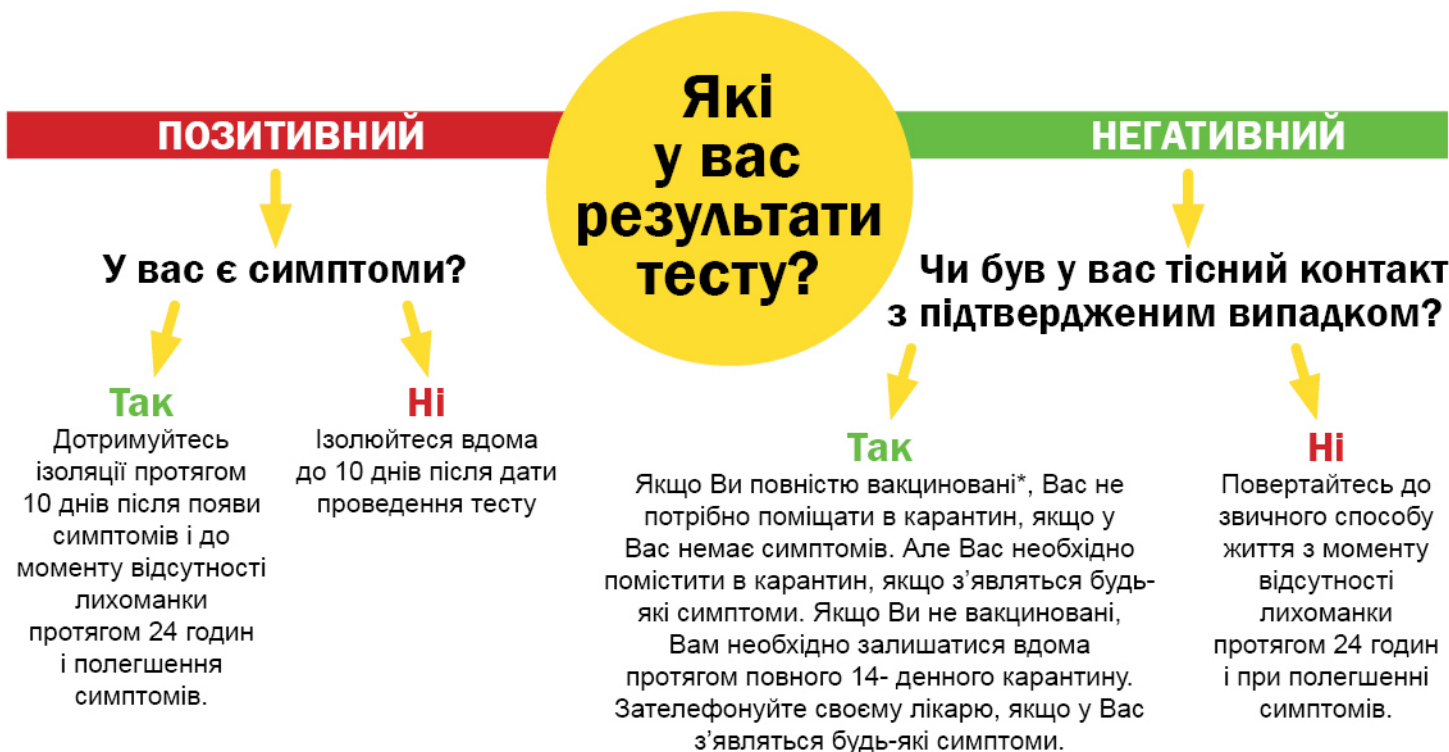 Які
у вас
результати
тесту?
ПОЗИТИВНИЙ
У вас є симптоми?
Так
Дотримуйтесь
ізоляції протягом
10 днів після появи
симптомів і до
моменту відсутності
лихоманки
протягом 24 годин
і полегшення
симптомів.
Ні
Ізолюйтеся вдома
до 10 днів після дати
проведення тесту
НЕГАТИВНИЙ
Чи був у вас тісний контакт
з підтвердженим випадком?
Так
Якщо Ви повністю вакциновані*, Вас не
потрібно поміщати в карантин, якщо у
Вас немає симптомів. Але Вас необхідно
помістити в карантин, якщо з’являться будь-
які симптоми. Якщо Ви не вакциновані,
Вам необхідно залишатися вдома
протягом повного 14- денного карантину.
Зателефонуйте своєму лікарю, якщо у Вас
з’являться будь-які симптоми.
Ні
Повертайтесь до
звичного способу
життя з моменту
відсутності
лихоманки
протягом 24 годин
і при полегшенні
симптомів.